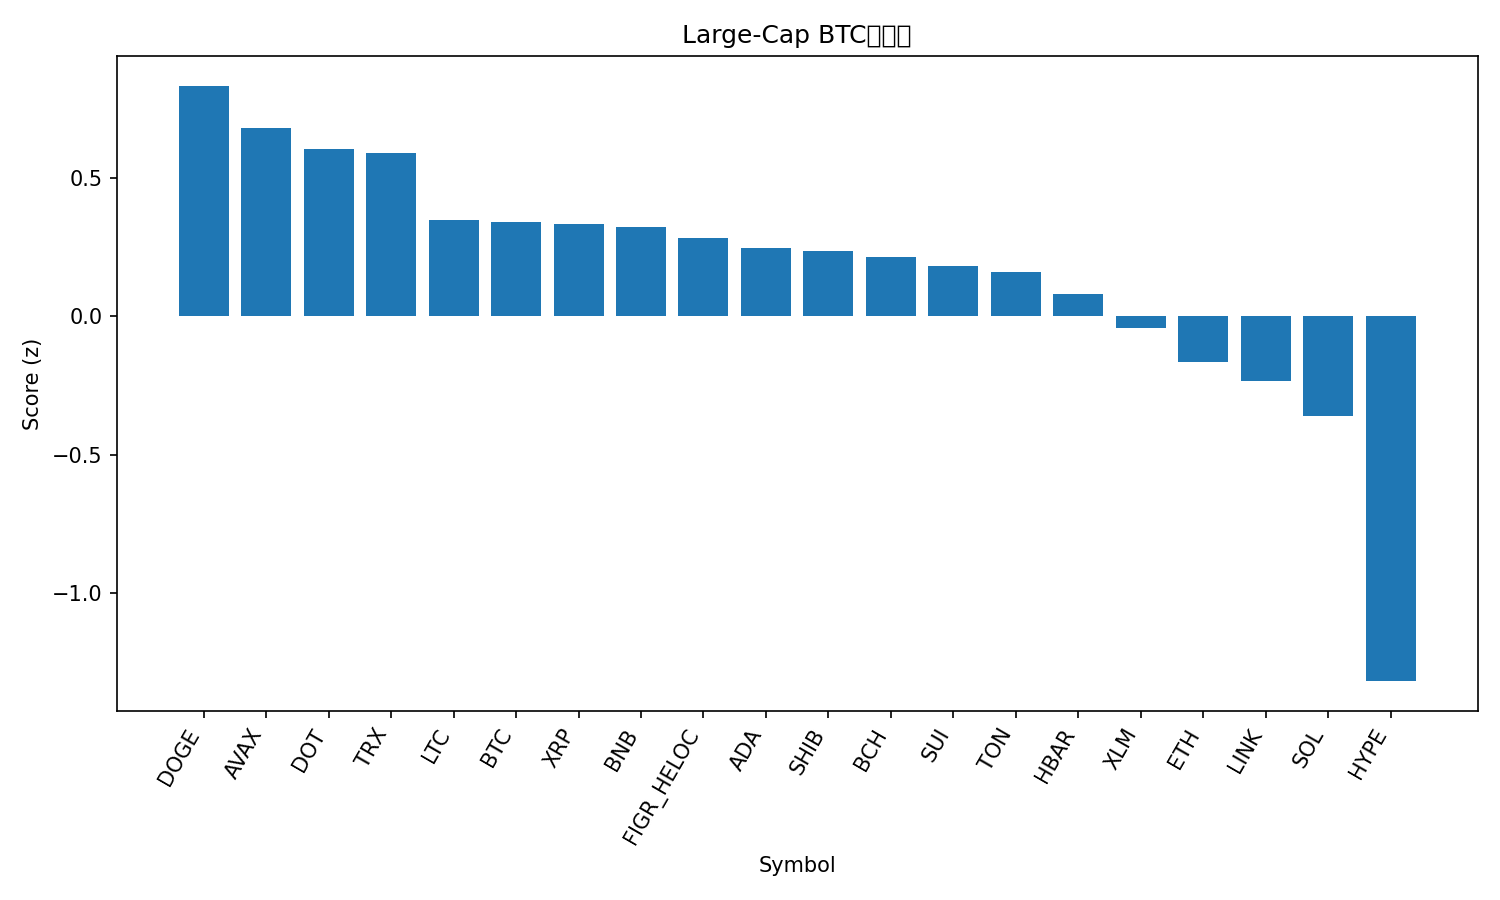 Large-Cap BTC
Score (z)
0.5
0.0
−0.5
−1.0
DOGE
AVAX
DOT
TRX
LTC
BTC
XRP
BNB
FIGR_HELOC
ADA
SHIB
BCH
SUI
TON
HBAR
XLM
ETH
LINK
SOL
HYPE
Symbol